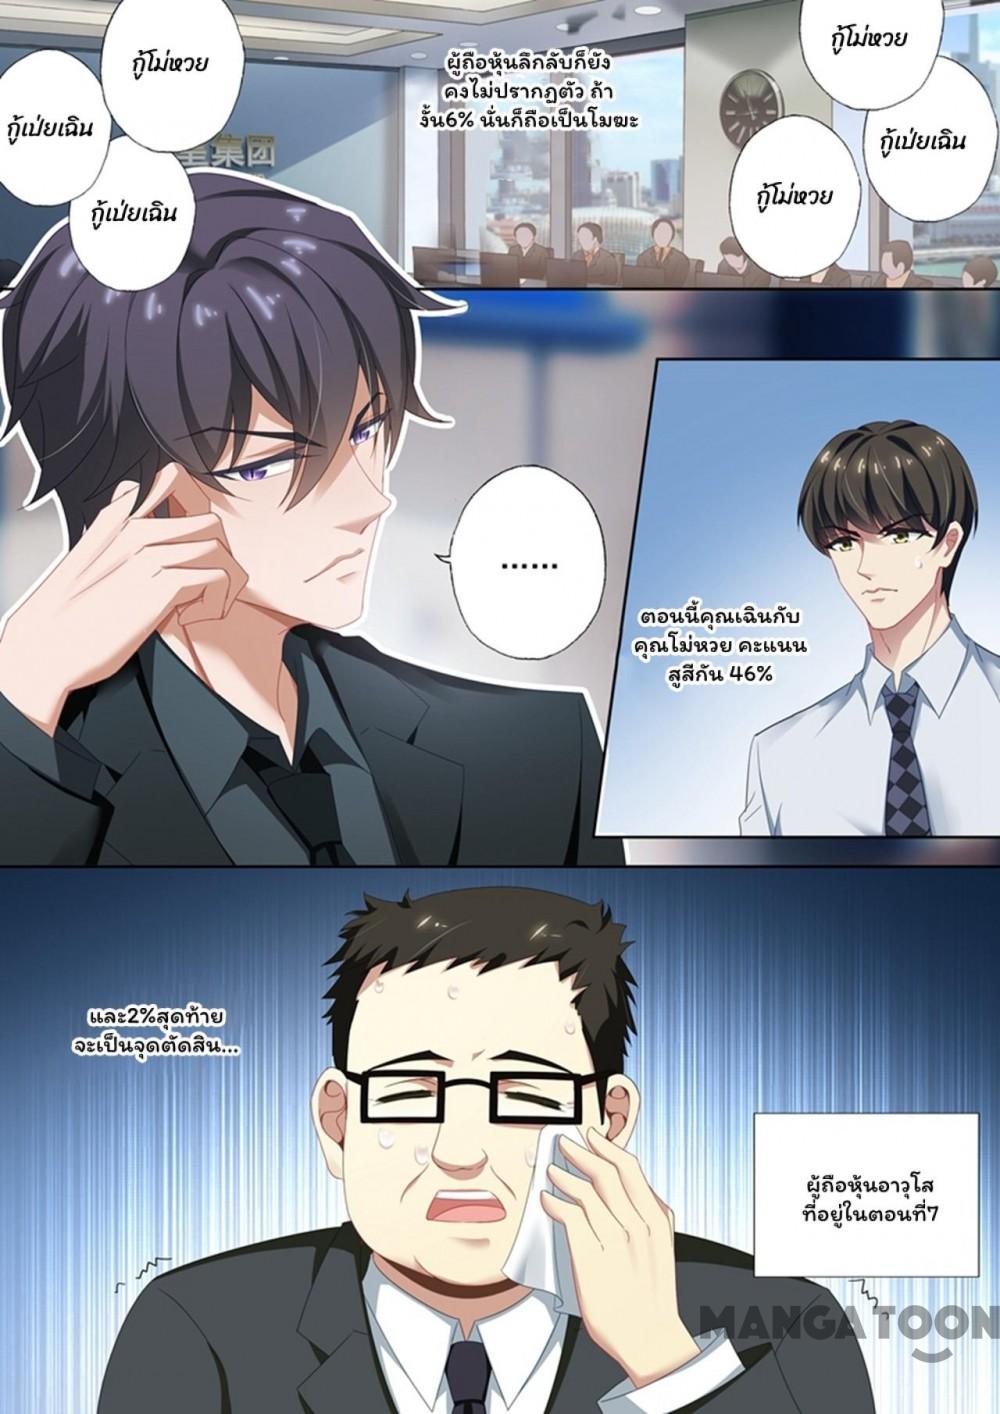 กู้โม่หวย
กู้เป่ยเฉิน
กู้เป่ยเฉิน
集团
ผู้ถือหุ้นลึกลับก็ยัง
คงไม่ปรากฏตัว ถ้า
งั้น6% นั่นก็ถือเป็นโมฆะ
กู้โม่หวย
กู้เป่ยเฉิน
กู้โม่หวย
......
ตอนนี้คุณเฉินกับ
คุณโม่หวย คะแนน
สูสีกัน 46%
และ2%สุดท้าย
จะเป็นจุดตัดสิน...
ผู้ถือหุ้นอาวุโส
ที่อยู่ในตอนที่7
MANGATOON